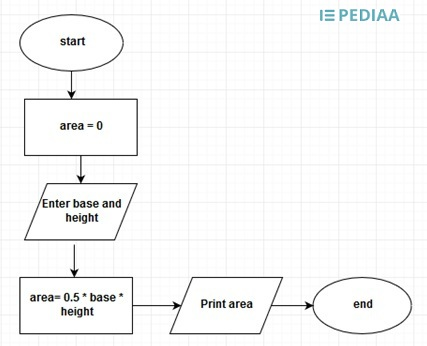 PEDIAA
start
area = 0
Enter base and
height
area= 0.5 * base *
height
Print area
end